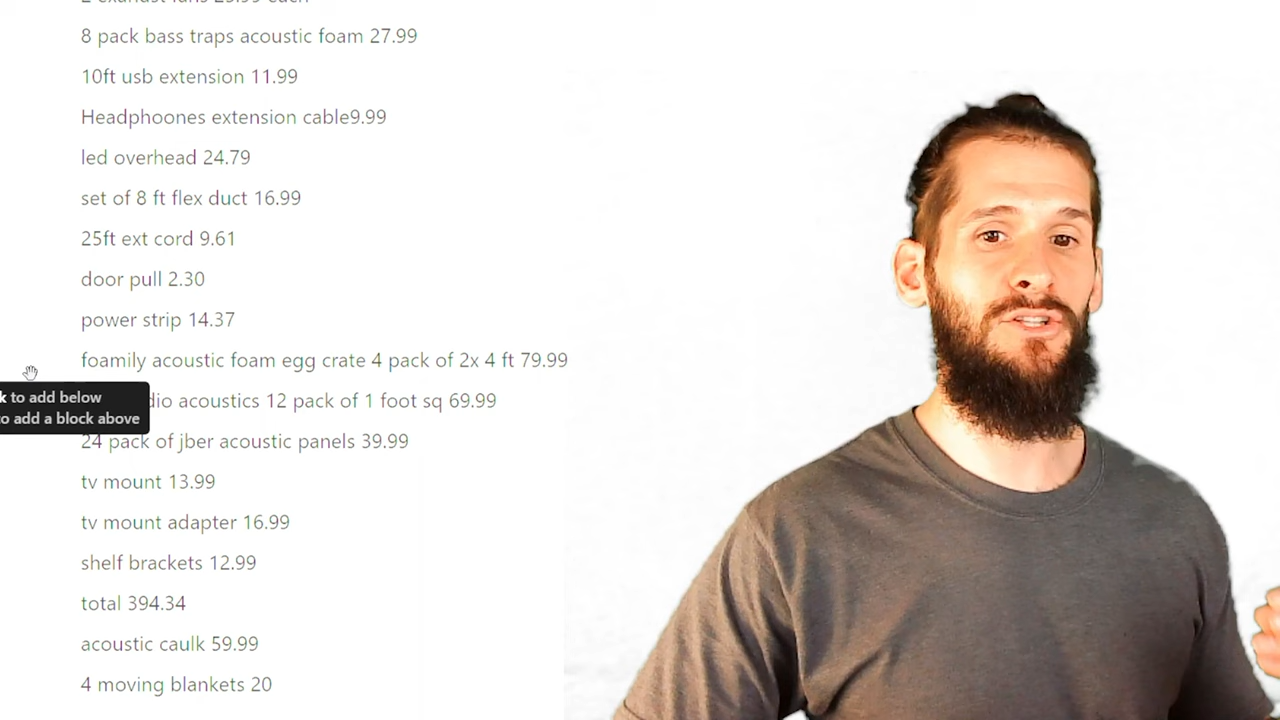 8 pack bass traps acoustic foam 27.99
10ft usb extension 11.99
Headphoones extension cable9.99
led overhead 24.79
set of 8 ft flex duct 16.99
25ft ext cord 9.61
door pull 2.30
power strip 14.37
foamily acoustic foam egg crate 4 pack of 2x 4 ft 79.99
to add below
to add a block above
acoustics 12 pack of 1 foot sq 69.99
24 pack of jber acoustic panels 39.99
tv mount 13.99
tv mount adapter 16.99
shelf brackets 12.99
total 394.34
acoustic caulk 59.99
4 moving blankets 20